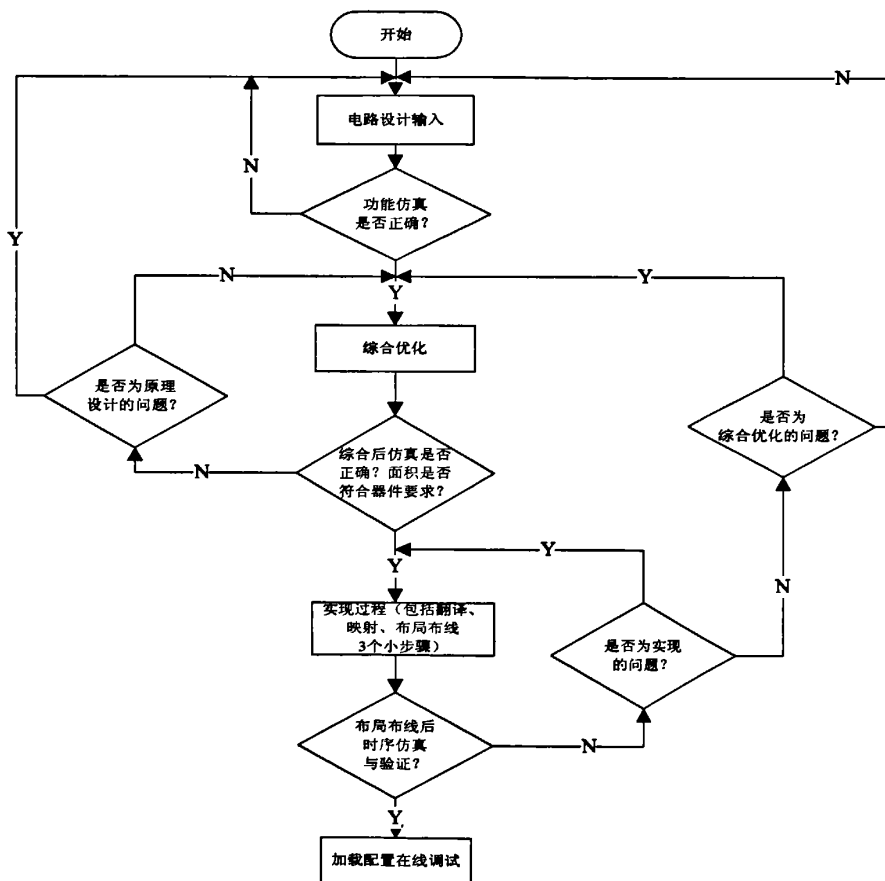 开始
N
电路设计输入
N
功能仿真
是否正确?
Y
N
Y
Y
综合优化
是否为原理
设计的问题?
是否为
综合优化的问题?
综合后仿真是否
正确?面积是否
符合器件要求?
N
Y
Y
N
实现过程(包括翻译、
映射、布局布线
3个小步骤)
是否为实现
的问题?
布局布线后
时序仿真
与验证?
N
Y
加载配置在线调试